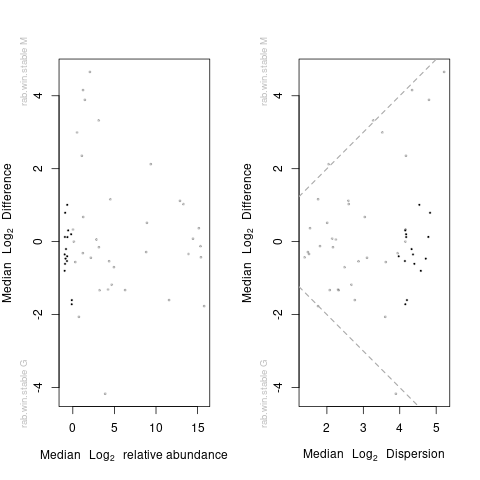 rab.win.stable M
rab.win.stable G
Median Log2 Difference
4
2
0
-2
-4
0 5 10 15
Median Log2 relative abundance
rab.win.stable M
rab.win.stable G
Median Log2 Difference
4
2
0
-2
-4
2 3 4 5
Median Log2 Dispersion